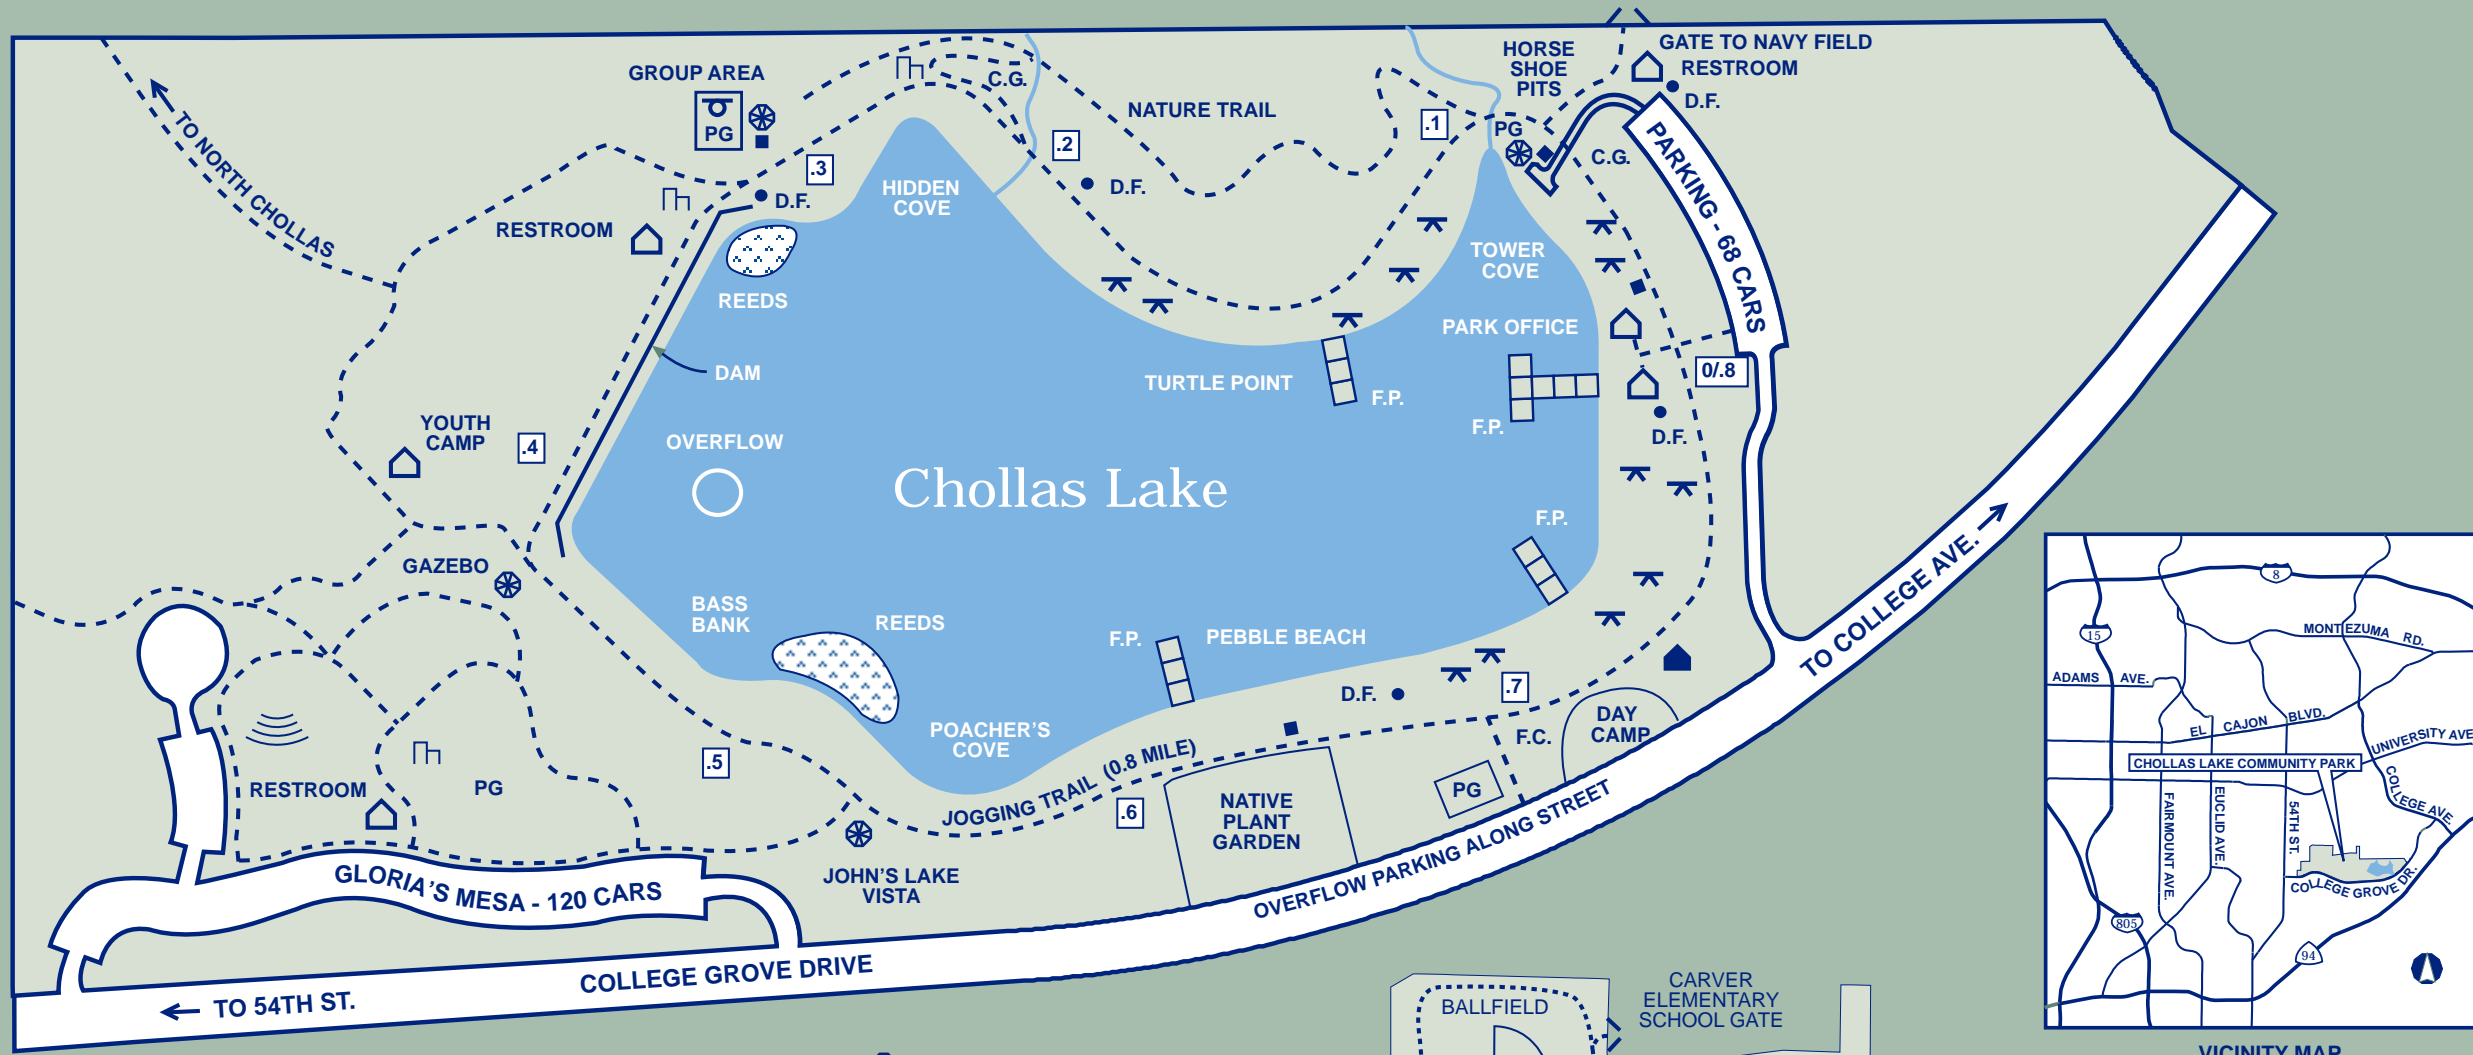 GATE TO NAVY FIELD
RESTROOM
D.F.
HORSE
SHOE
PITS
GROUP AREA
PG
C.G.
NATURE TRAIL
.1
PG
C.G.
PARKING - 68 CARS
.2
D.F.
.3
D.F.
HIDDEN
COVE
TO NORTH CHOLLAS
RESTROOM
TOWER
COVE
REEDS
PARK OFFICE
DAM
TURTLE POINT
F.P.
0/.8
F.P.
D.F.
YOUTH
CAMP
.4
OVERFLOW
Chollas Lake
F.P.
GAZEBO
BASS
BANK
REEDS
F.P.
PEBBLE BEACH
TO COLLEGE AVE.
D.F.
.7
POACHER'S
COVE
DAY
CAMP
F.C.
.5
JOGGING TRAIL (0.8 MILE)
RESTROOM
PG
.6
NATIVE
PLANT
GARDEN
PG
OVERFLOW PARKING ALONG STREET
GLORIA'S MESA - 120 CARS
JOHN'S LAKE
VISTA
COLLEGE GROVE DRIVE
TO 54TH ST.
BALLFIELD
CARVER
ELEMENTARY
SCHOOL GATE
8
15
MONTEZUMA RD.
ADAMS AVE.
EL CAJON BLVD.
UNIVERSITY AVE
CHOLLAS LAKE COMMUNITY PARK
COLLEGE AVE.
FAIRMOUNT AVE.
EUCLID AVE.
54TH ST.
COLLEGE GROVE DR.
805
94
VICINITY MAP